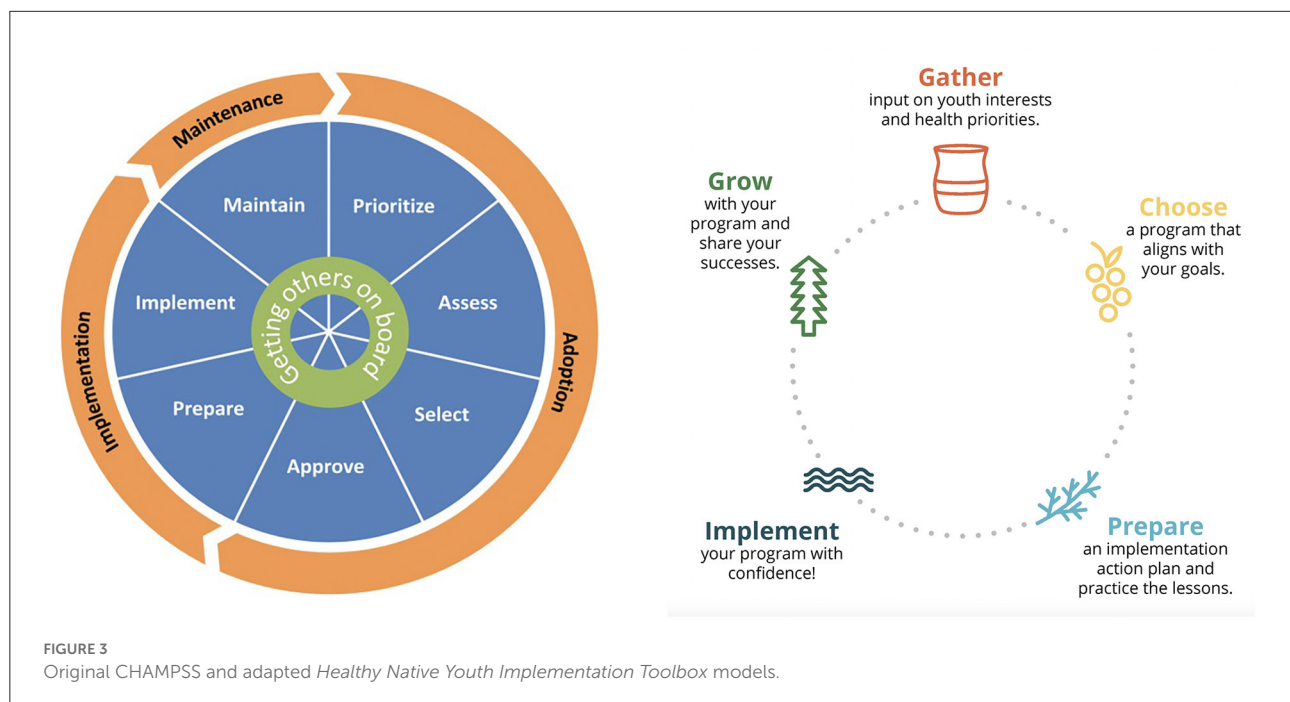 Maintenance
Adoption
Implementation
Prioritize
Assess
Select
Approve
Prepare
Implement
Maintain
Getting others on board
Gather
input on youth interests
and health priorities.
Choose
a program that
aligns with
your goals.
Prepare
an implementation
action plan and
practice the lessons.
Implement
your program with
confidence!
Grow
with your
program and
share your
successes.
FIGURE 3
Original CHAMPSS and adapted Healthy Native Youth Implementation Toolbox models.